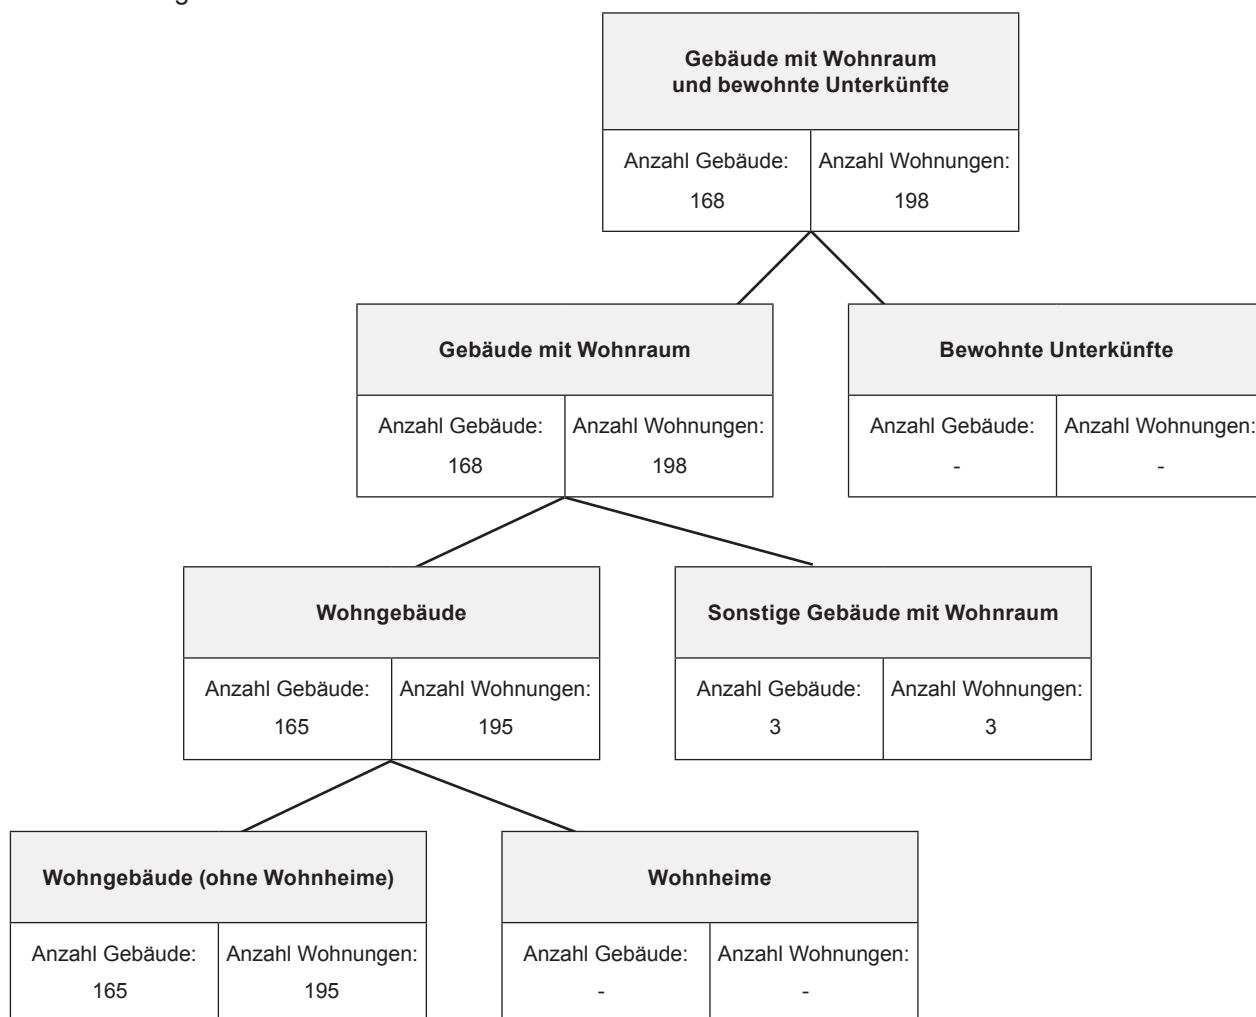 Gebäude mit Wohnraum
und bewohnte Unterkünfte
Anzahl Gebäude: Anzahl Wohnungen:
168 198
Gebäude mit Wohnraum Bewohnte Unterkünfte
Anzahl Gebäude: Anzahl Wohnungen: Anzahl Gebäude: Anzahl Wohnungen:
168 198 - -
Wohngebäude Sonstige Gebäude mit Wohnraum
Anzahl Gebäude: Anzahl Wohnungen: Anzahl Gebäude: Anzahl Wohnungen:
165 195 3 3
Wohngebäude (ohne Wohnheime) Wohnheime
Anzahl Gebäude: Anzahl Wohnungen: Anzahl Gebäude: Anzahl Wohnungen:
165 195 - -